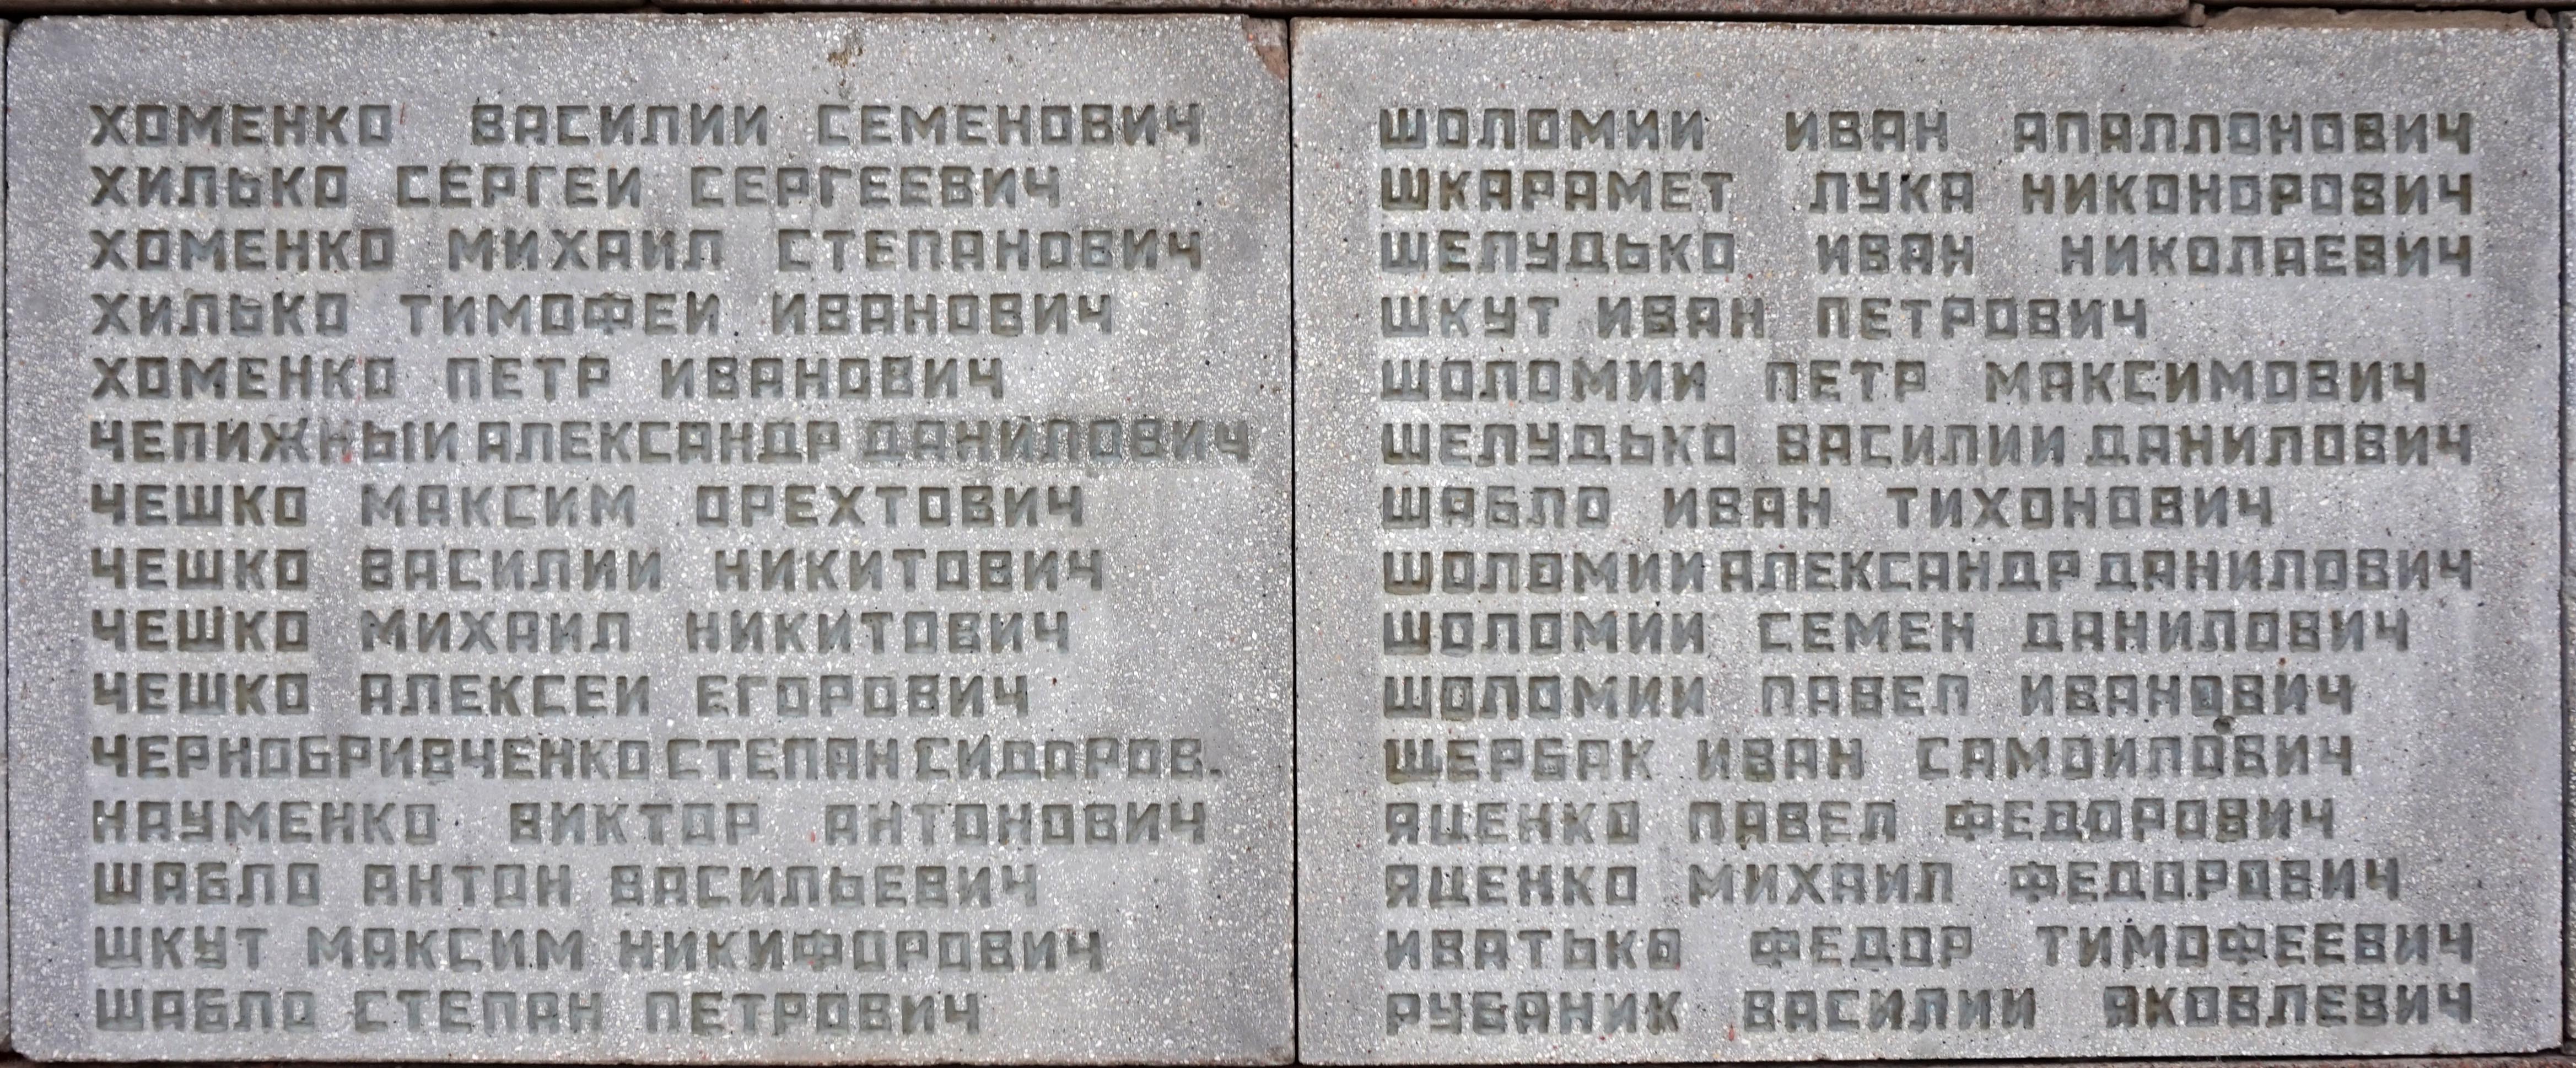 ХОМЕНКО ВАСИЛИИ СЕМЕНОВИЧ
ХИЛЬКО СЕРГЕИ СЕРГЕЕВИЧ
ХОМЕНКО МИХАИЛ СТЕПАНОВИЧ
ХИЛЬКО ТИМОФЕИ ИВАНОВИЧ
ХОМЕНКО ПЕТР ИВАНОВИЧ
ЧЕПИЖНЫИ АЛЕКСАНДР ДАНИЛОВИЧ
ЧЕШКО МАКСИМ ОРЕХТОВИЧ
ЧЕШКО ВАСИЛИИ НИКИТОВИЧ
ЧЕШКО МИХАИЛ НИКИТОВИЧ
ЧЕШКО АЛЕКСЕИ ЕГОРОВИЧ
ЧЕРНОБРИВЧЕНКО СТЕПАН СИДОРОВ.
НАУМЕНКО ВИКТОР АНТОНОВИЧ
ШАБЛО АНТОН ВАСИЛЬЕВИЧ
ШКУТ МАКСИМ НИКИФОРОВИЧ
ШАБЛО СТЕПАН ПЕТРОВИЧ
ШОЛОМИИ ИВАН АПАЛЛОНОВИЧ
ШКАРАМЕТ ЛУКА НИКОНОРОВИЧ
ШЕЛУДЬКО ИВАН НИКОЛАЕВИЧ
ШКУТ ИВАН ПЕТРОВИЧ
ШОЛОМИИ ПЕТР МАКСИМОВИЧ
ШЕЛУДЬКО ВАСИЛИИ ДАНИЛОВИЧ
ШАБЛО ИВАН ТИХОНОВИЧ
ШОЛОМИИ АЛЕКСАНДР ДАНИЛОВИЧ
ШОЛОМИИ СЕМЕН ДАНИЛОВИЧ
ШОЛОМИИ ПАВЕЛ ИВАНОВИЧ
ЩЕРБАК ИВАН САМОИЛОВИЧ
ЯЦЕНКО ПАВЕЛ ФЕДОРОВИЧ
ЯЦЕНКО МИХАИЛ ФЕДОРОВИЧ
ИВАТЬКО ФЕДОР ТИМОФЕЕВИЧ
РУБАНИК ВАСИЛИИ ЯКОВЛЕВИЧ